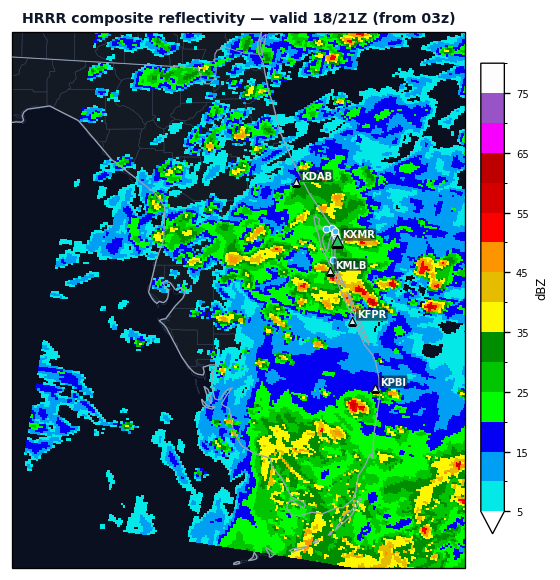 HRRR composite reflectivity — valid 18/21Z (from 03z)
KDAB
KXMR
KMLB
KFPR
KPBI
75
65
55
45
35
25
15
5
dBZ